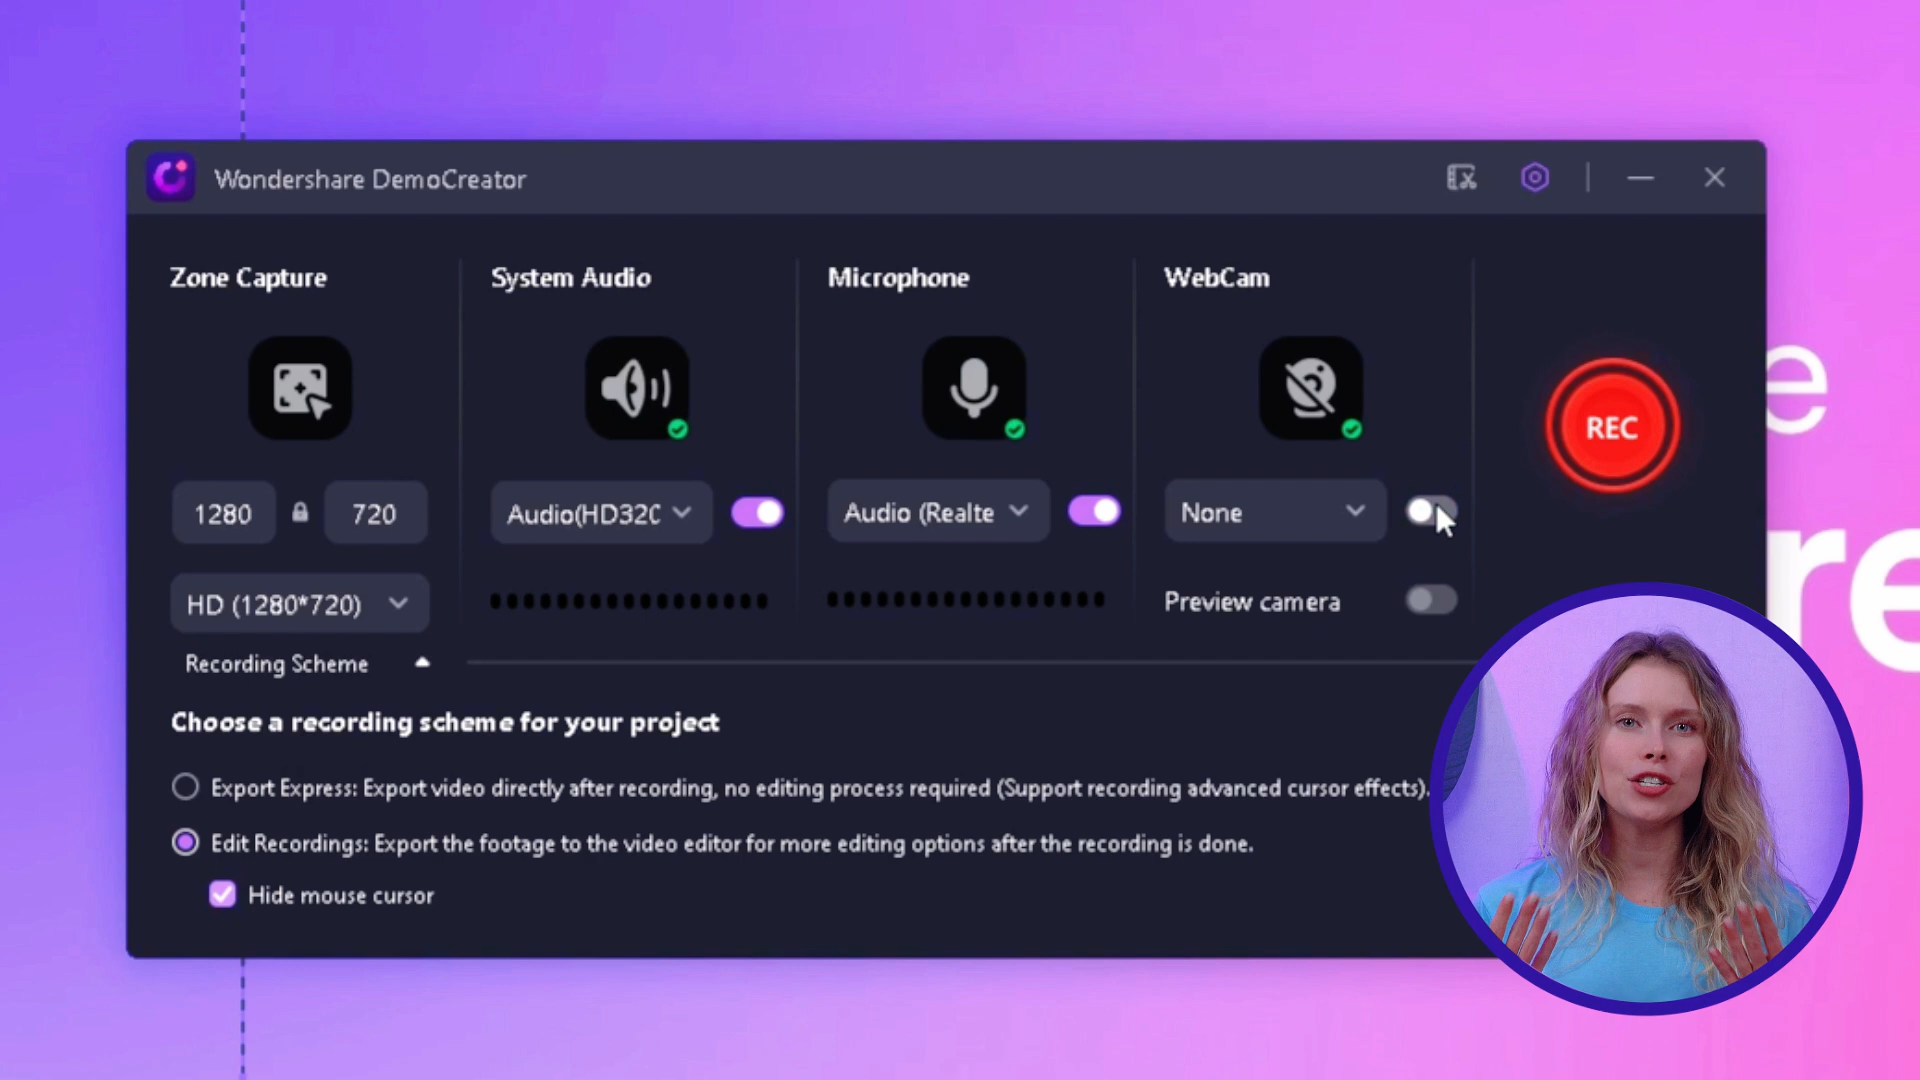 Wondershare DemoCreator
Zone Capture
System Audio
Microphone
WebCam
REC
1280
720
Audio(HD32C
Audio (Realte
None
HD (1280*720)
Preview camera
Recording Scheme
Choose a recording scheme for your project
Export Express: Export video directly after recording, no editing process required (Support recording advanced cursor effects).
Edit Recordings: Export the footage to the video editor for more editing options after the recording is done.
Hide mouse cursor
e
re